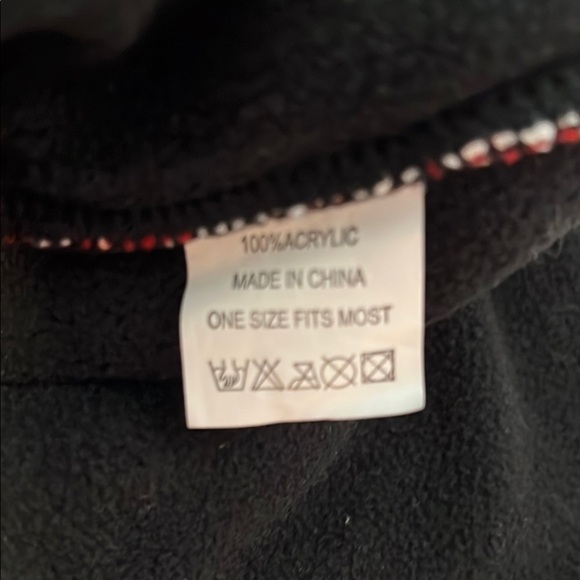 100%ACRYLIC
MADE IN CHINA
ONE SIZE FITS MOST